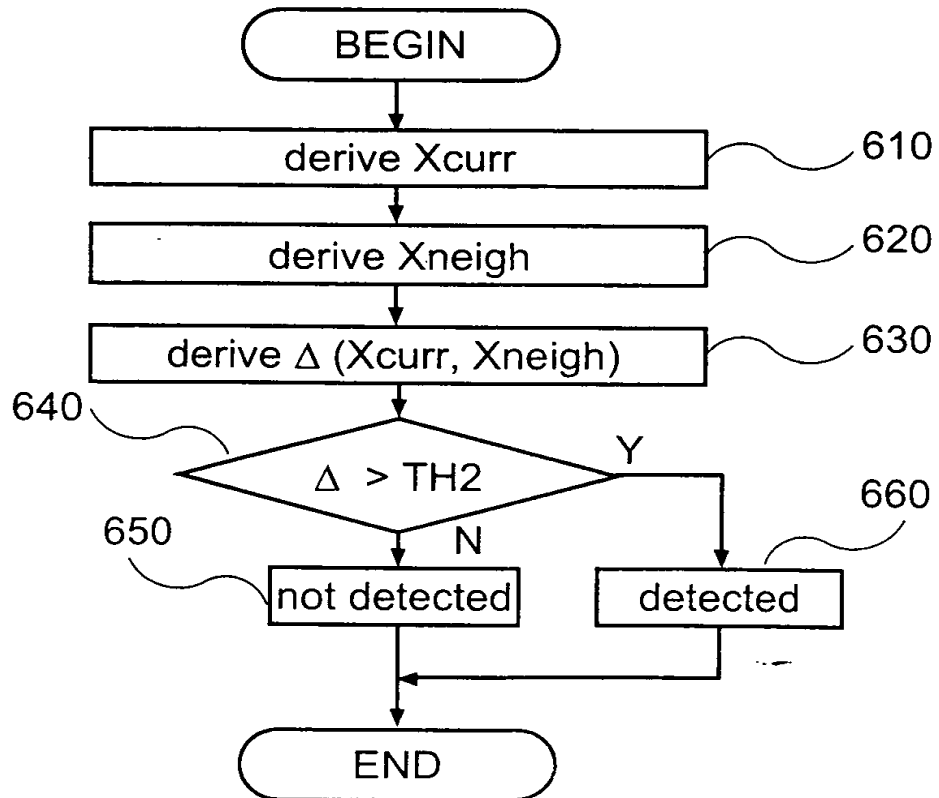 BEGIN
derive Xcurr
610
derive Xneigh
620
derive Δ (Xcurr, Xneigh)
630
640
Δ > TH2
Y
N
650
660
not detected
detected
END